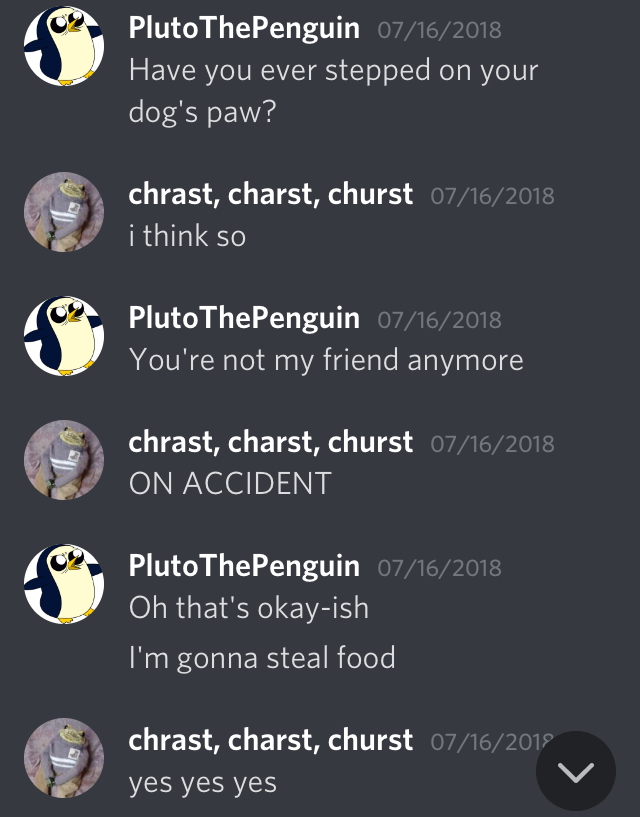 PlutoThePenguin 07/16/2018
Have you ever stepped on your
dog's paw?
chrast, charst, churst 07/16/2018
i think so
PlutoThePenguin 07/16/2018
You're not my friend anymore
chrast, charst, churst 07/16/2018
ON ACCIDENT
PlutoThePenguin 07/16/2018
Oh that's okay-ish
I'm gonna steal food
chrast, charst, churst 07/16/2018
yes yes yes